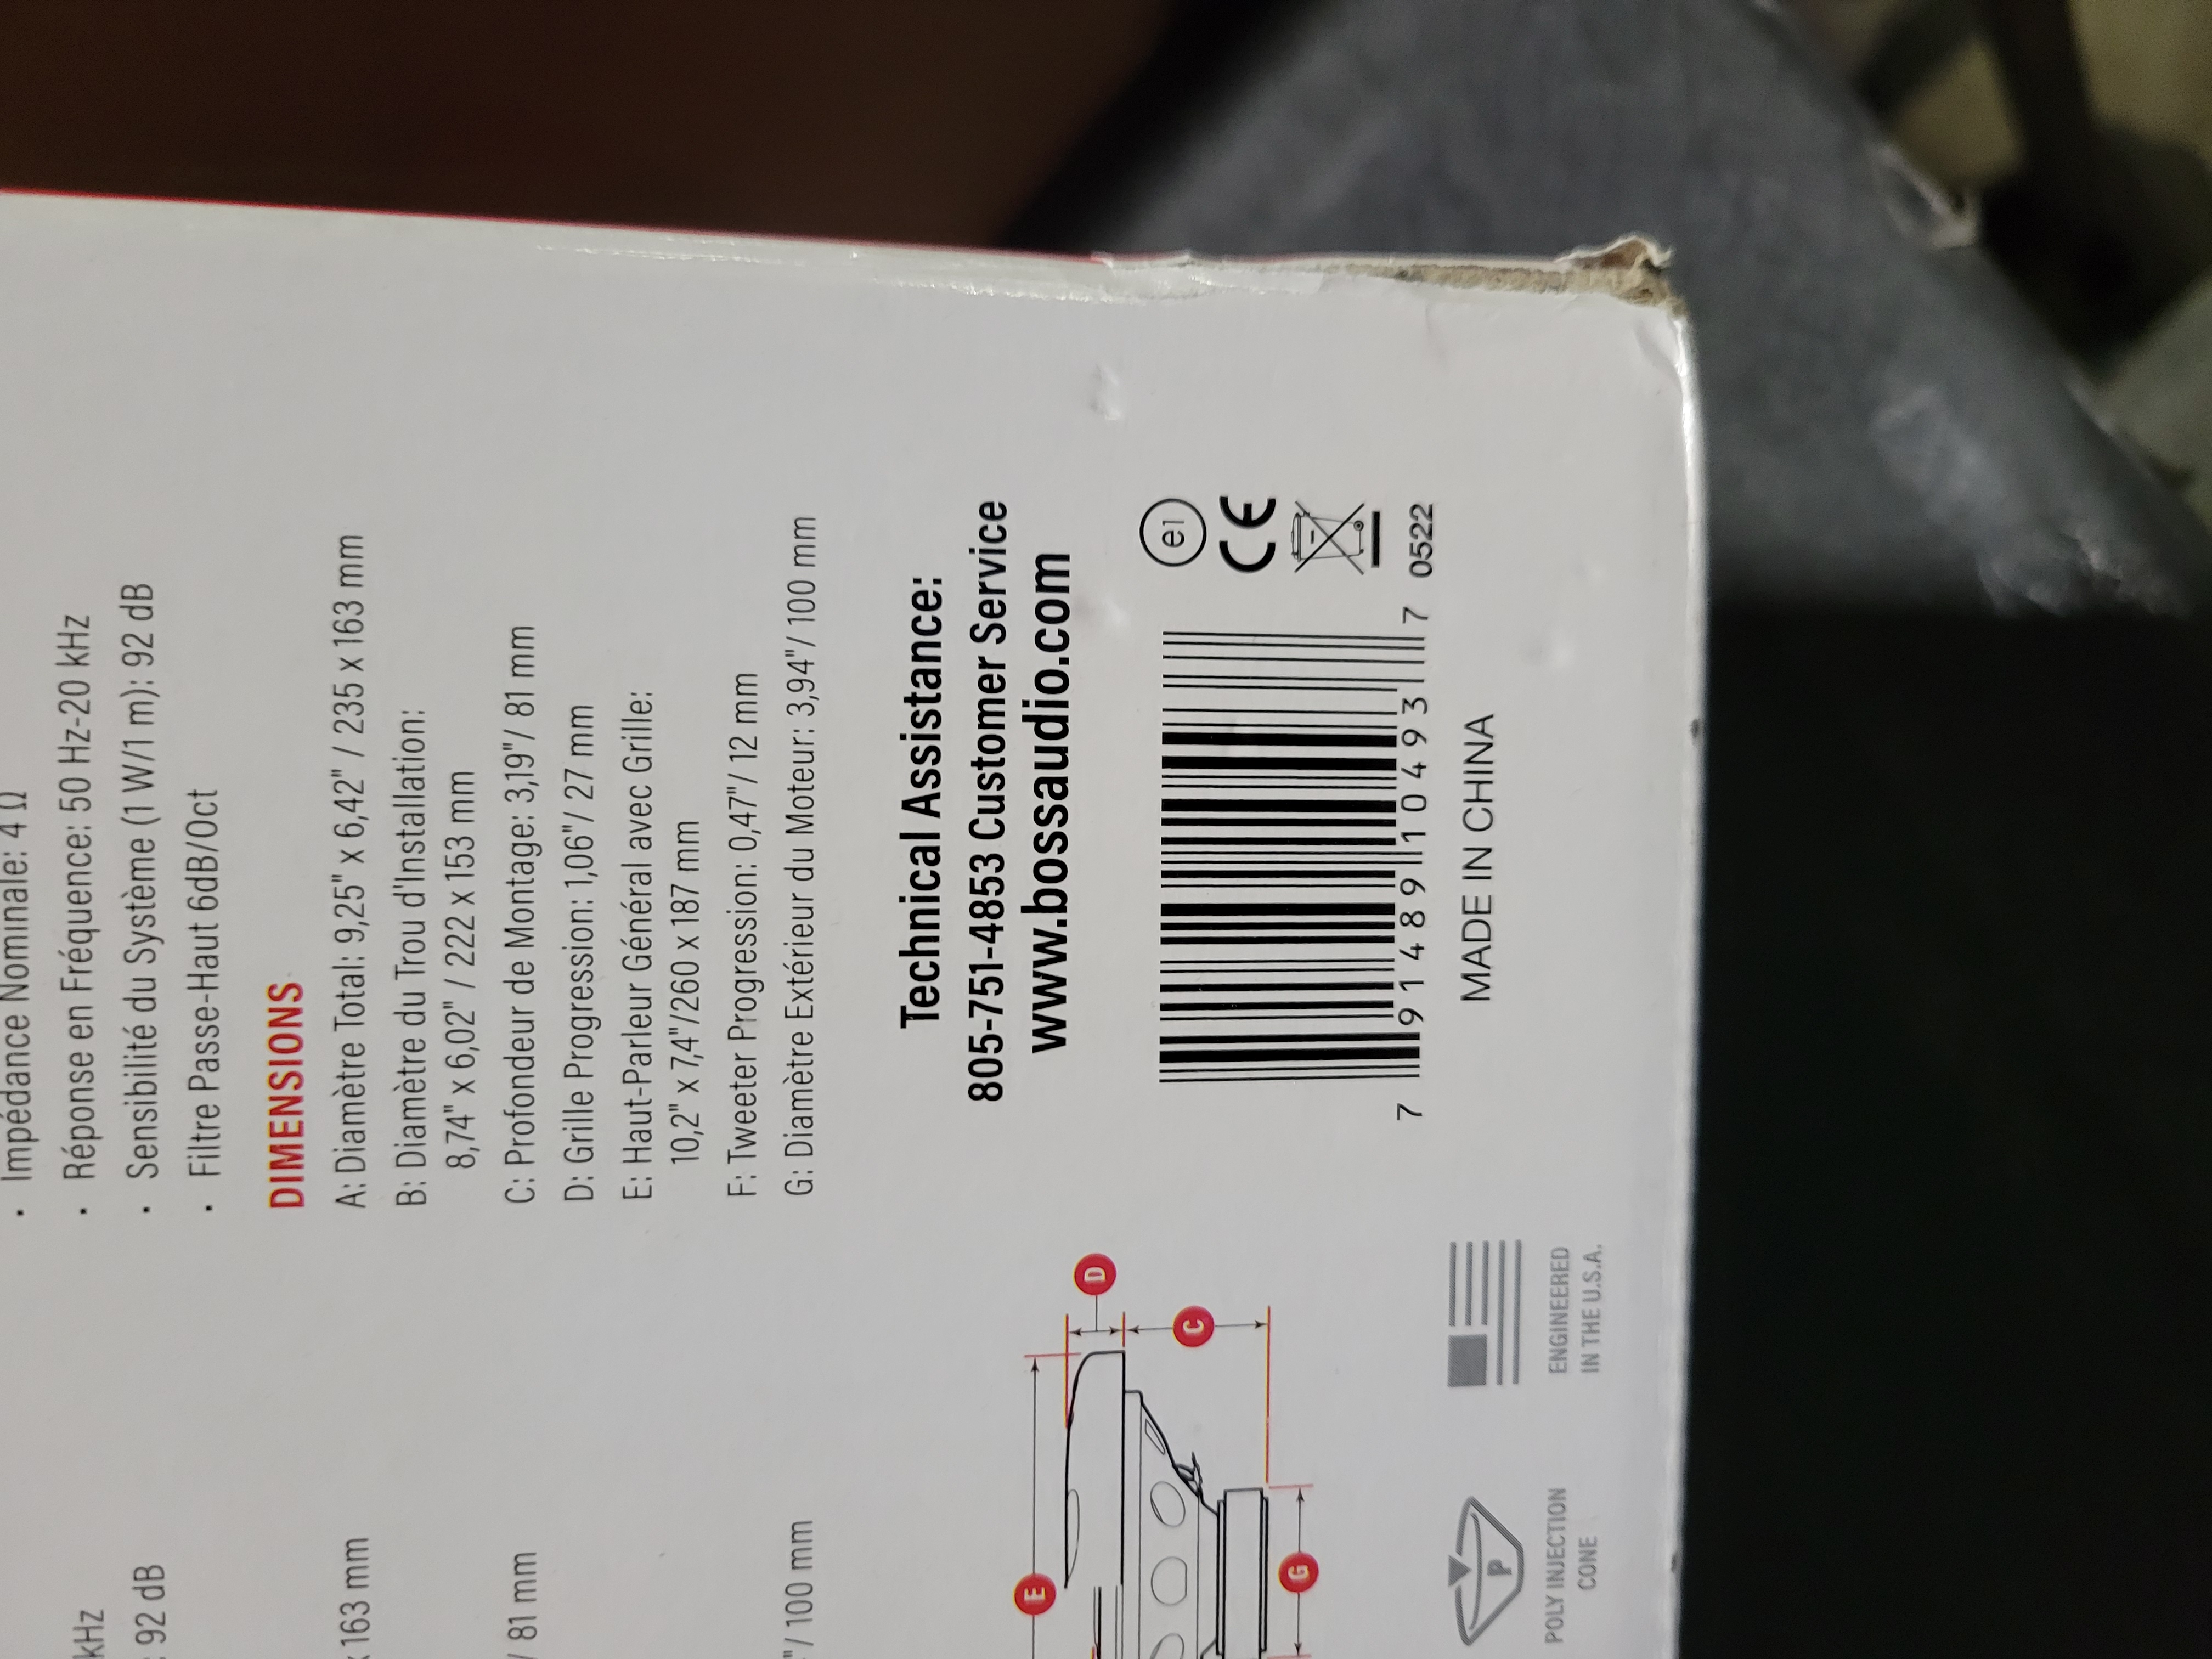 • Impédance Nominale: 4 Ω
• Réponse en Fréquence: 50 Hz-20 kHz
• Sensibilité du Système (1 W/1 m): 92 dB
• Filtre Passe-Haut 6dB/Oct
DIMENSIONS
A: Diamètre Total: 9,25" x 6,42" / 235 x 163 mm
B: Diamètre du Trou d'Installation:
8,74" x 6,02" / 222 x 153 mm
C: Profondeur de Montage: 3,19"/ 81 mm
D: Grille Progression: 1,06"/ 27 mm
E: Haut-Parleur Général avec Grille:
10,2" x 7,4"/260 x 187 mm
F: Tweeter Progression: 0,47"/ 12 mm
G: Diamètre Extérieur du Moteur: 3,94"/ 100 mm
kHz
92 dB
x 163 mm
/ 81 mm
"/ 100 mm
E
D
C
G
Technical Assistance:
805-751-4853 Customer Service
www.bossaudio.com
e1
CE
0522
7 91489 10493 7
MADE IN CHINA
P
POLY INJECTION
CONE
ENGINEERED
IN THE U.S.A.